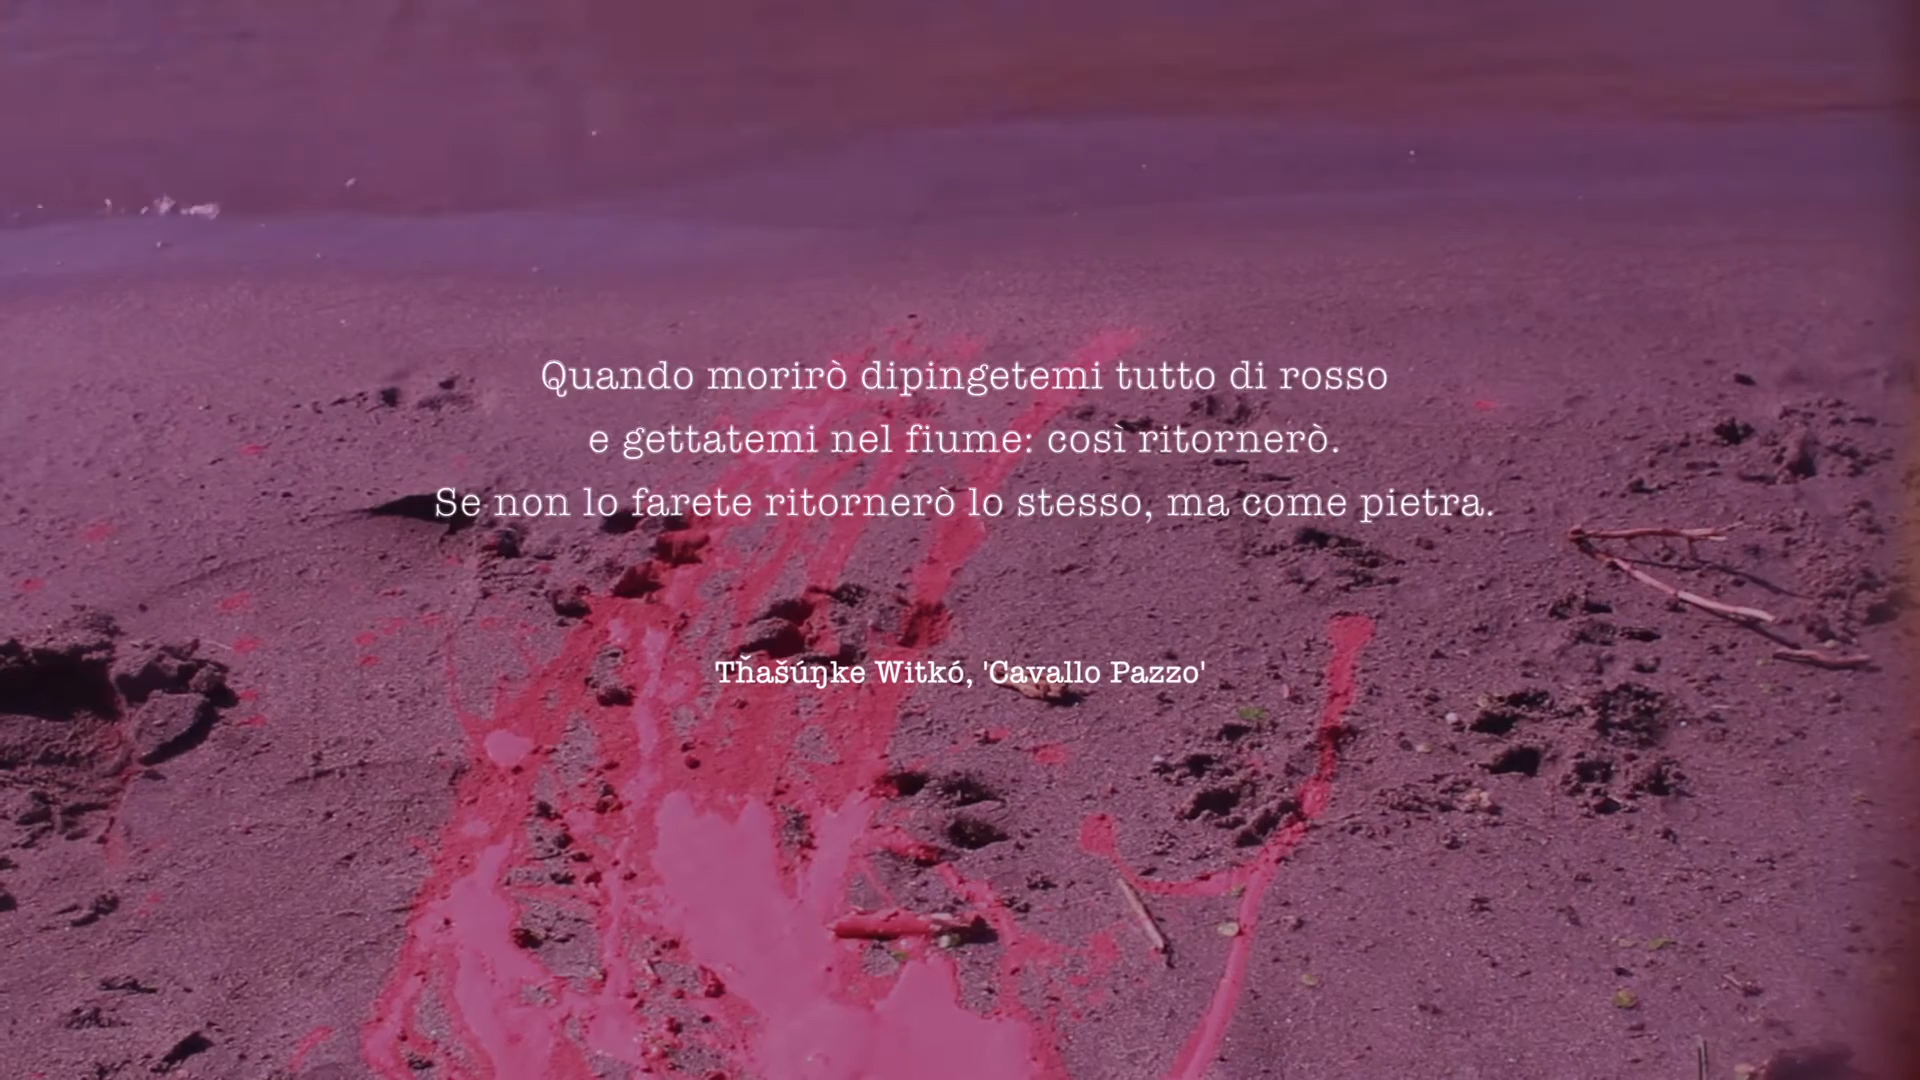 Quando morirò dipingetemi tutto di rosso
e gettatemi nel fiume: così ritornerò.
Se non lo farete ritornerò lo stesso, ma come pietra.
Tȟašúŋke Witkó, 'Cavallo Pazzo'